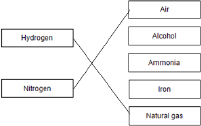 Hydrogen
Nitrogen
Air
Alcohol
Ammonia
Iron
Natural gas